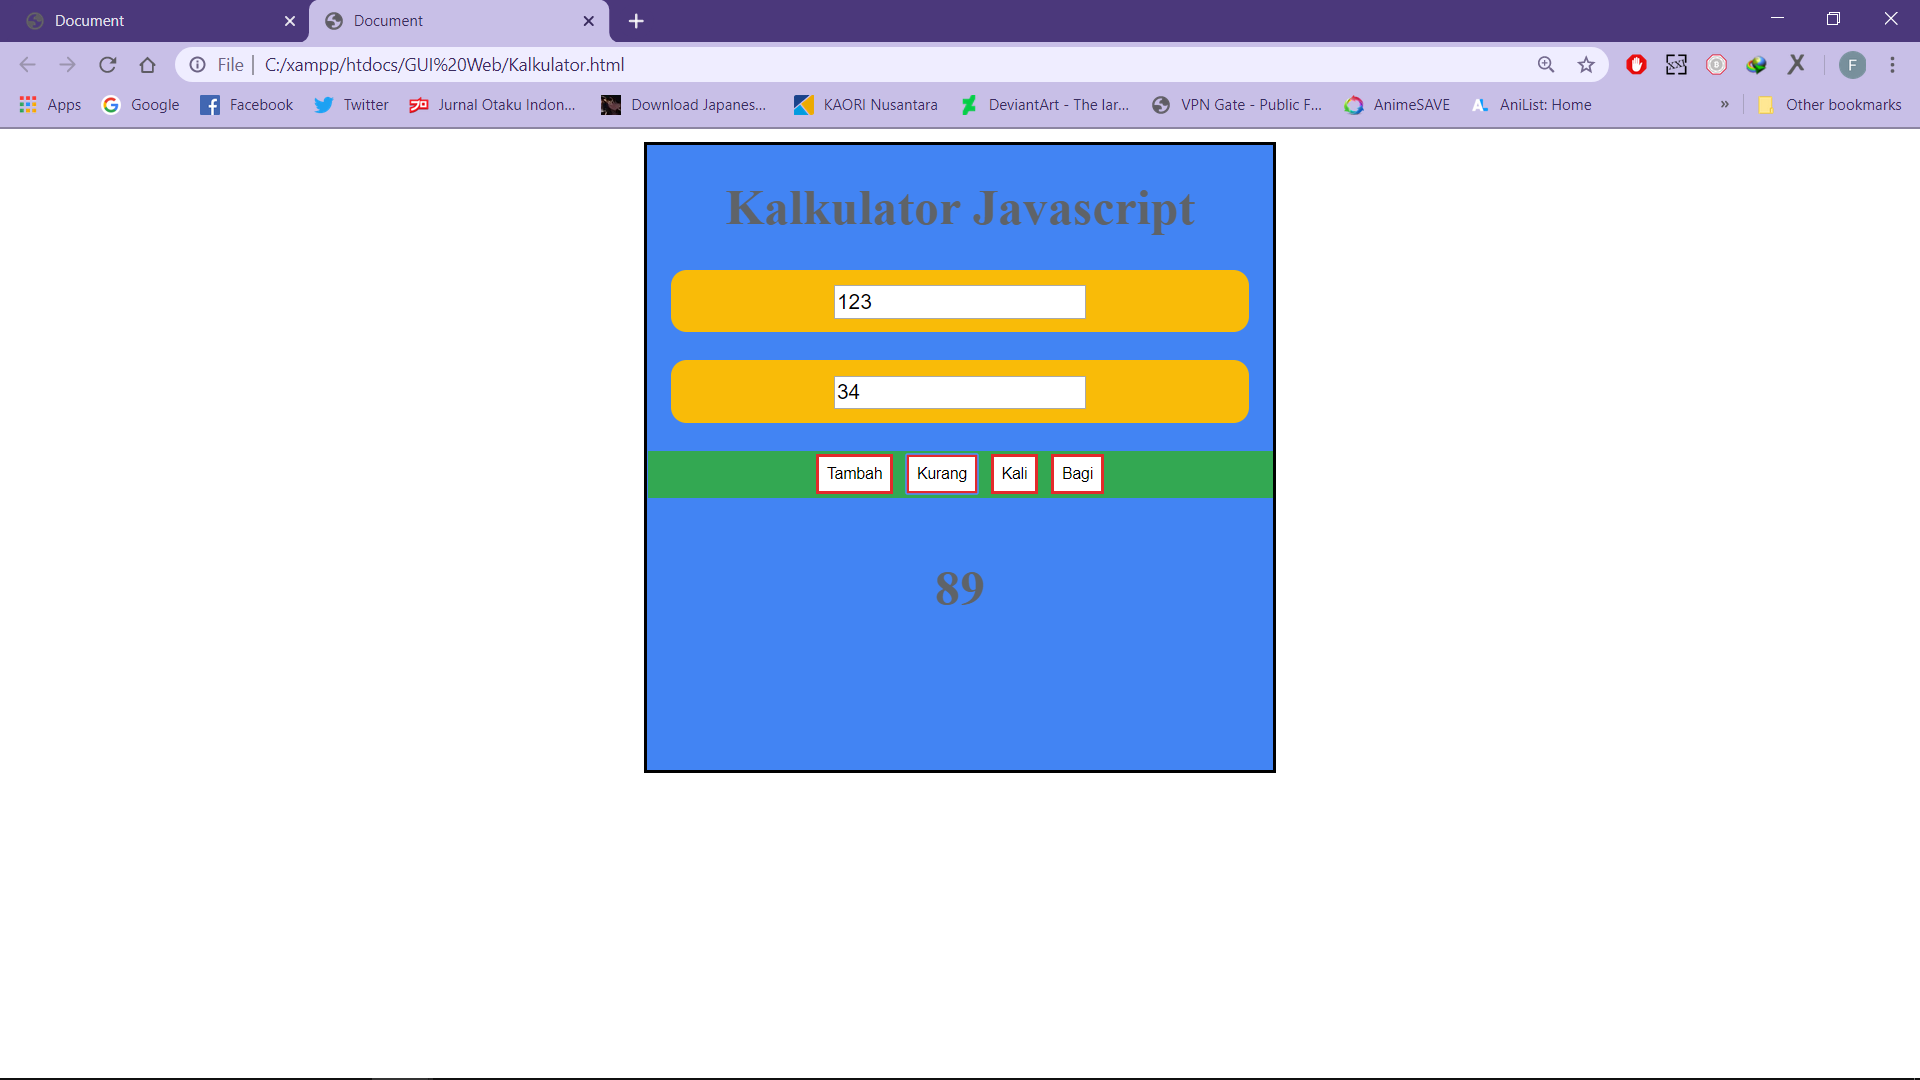 Document
Document
File
C:/xampp/htdocs/GUI%20Web/Kalkulator.html
F
Apps
Google
Facebook
Twitter
Jurnal Otaku Indon...
Download Japanes...
KAORI Nusantara
DeviantArt - The lar...
VPN Gate - Public F...
AnimeSAVE
AniList: Home
»
Other bookmarks
Kalkulator Javascript
123
34
Tambah
Kurang
Kali
Bagi
89